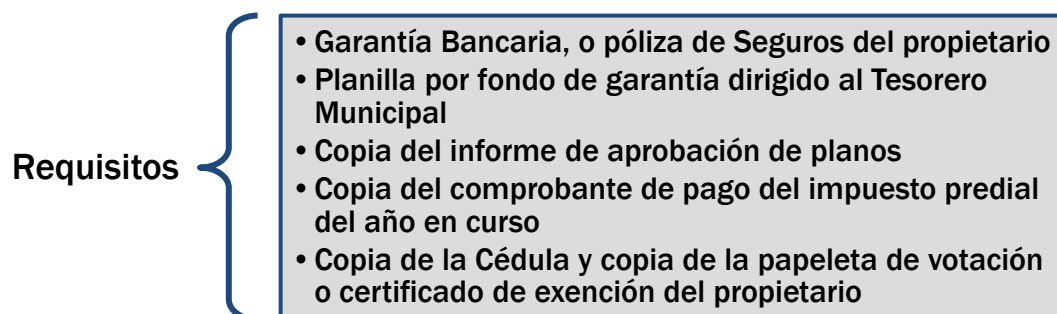 Requisitos
• Garantía Bancaria, o póliza de Seguros del propietario
• Planilla por fondo de garantía dirigido al Tesorero
Municipal
• Copia del informe de aprobación de planos
• Copia del comprobante de pago del impuesto predial
del año en curso
• Copia de la Cédula y copia de la papeleta de votación
o certificado de exención del propietario